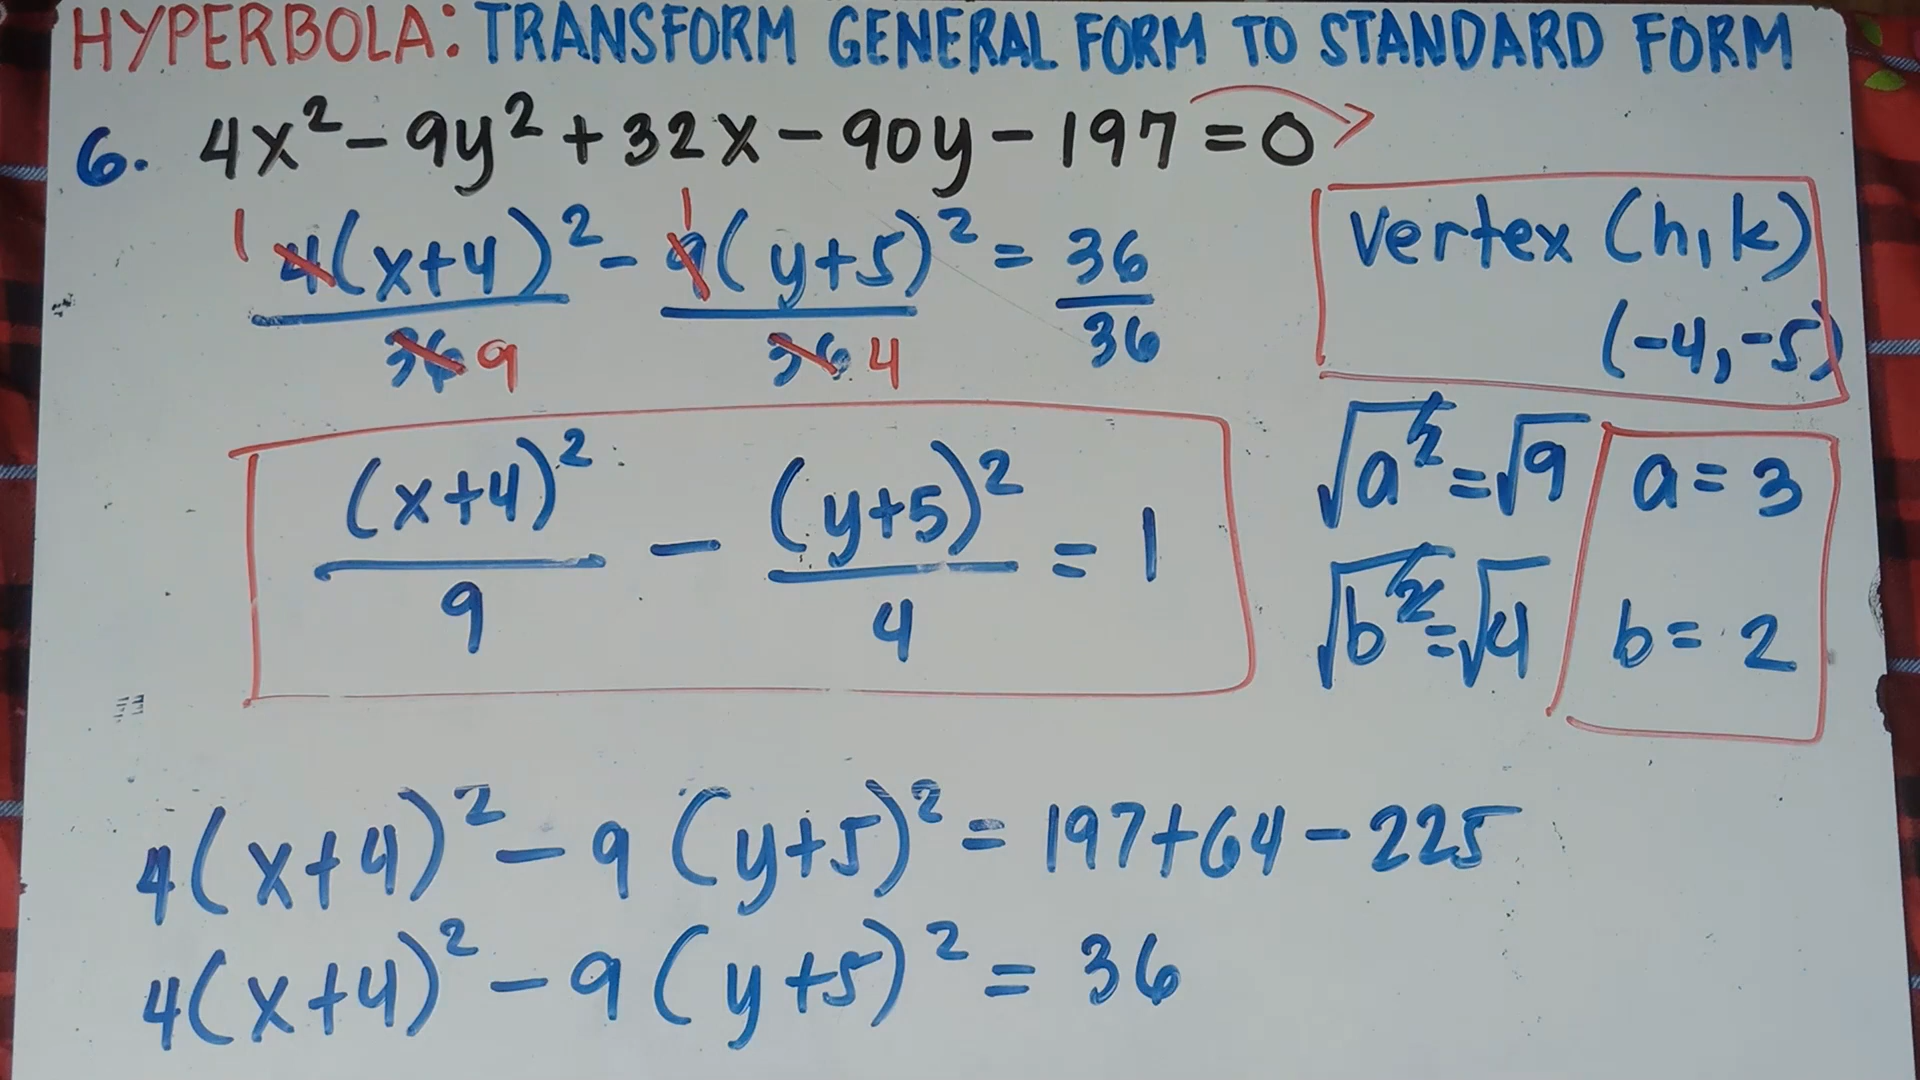 HYPERBOLA: TRANSFORM GENERAL FORM TO STANDARD FORM
6. 4x² - 9y² + 32x - 90y - 197 = 0
1 4(x+4)² / 36 9 - 1 9(y+5)² / 36 4 = 36/36
Vertex (h, k)
(-4, -5)
(x+4)² / 9 - (y+5)² / 4 = 1
√a² = √9 a = 3
√b² = √4 b = 2
4(x+4)² - 9(y+5)² = 197+64-225
4(x+4)² - 9(y+5)² = 36